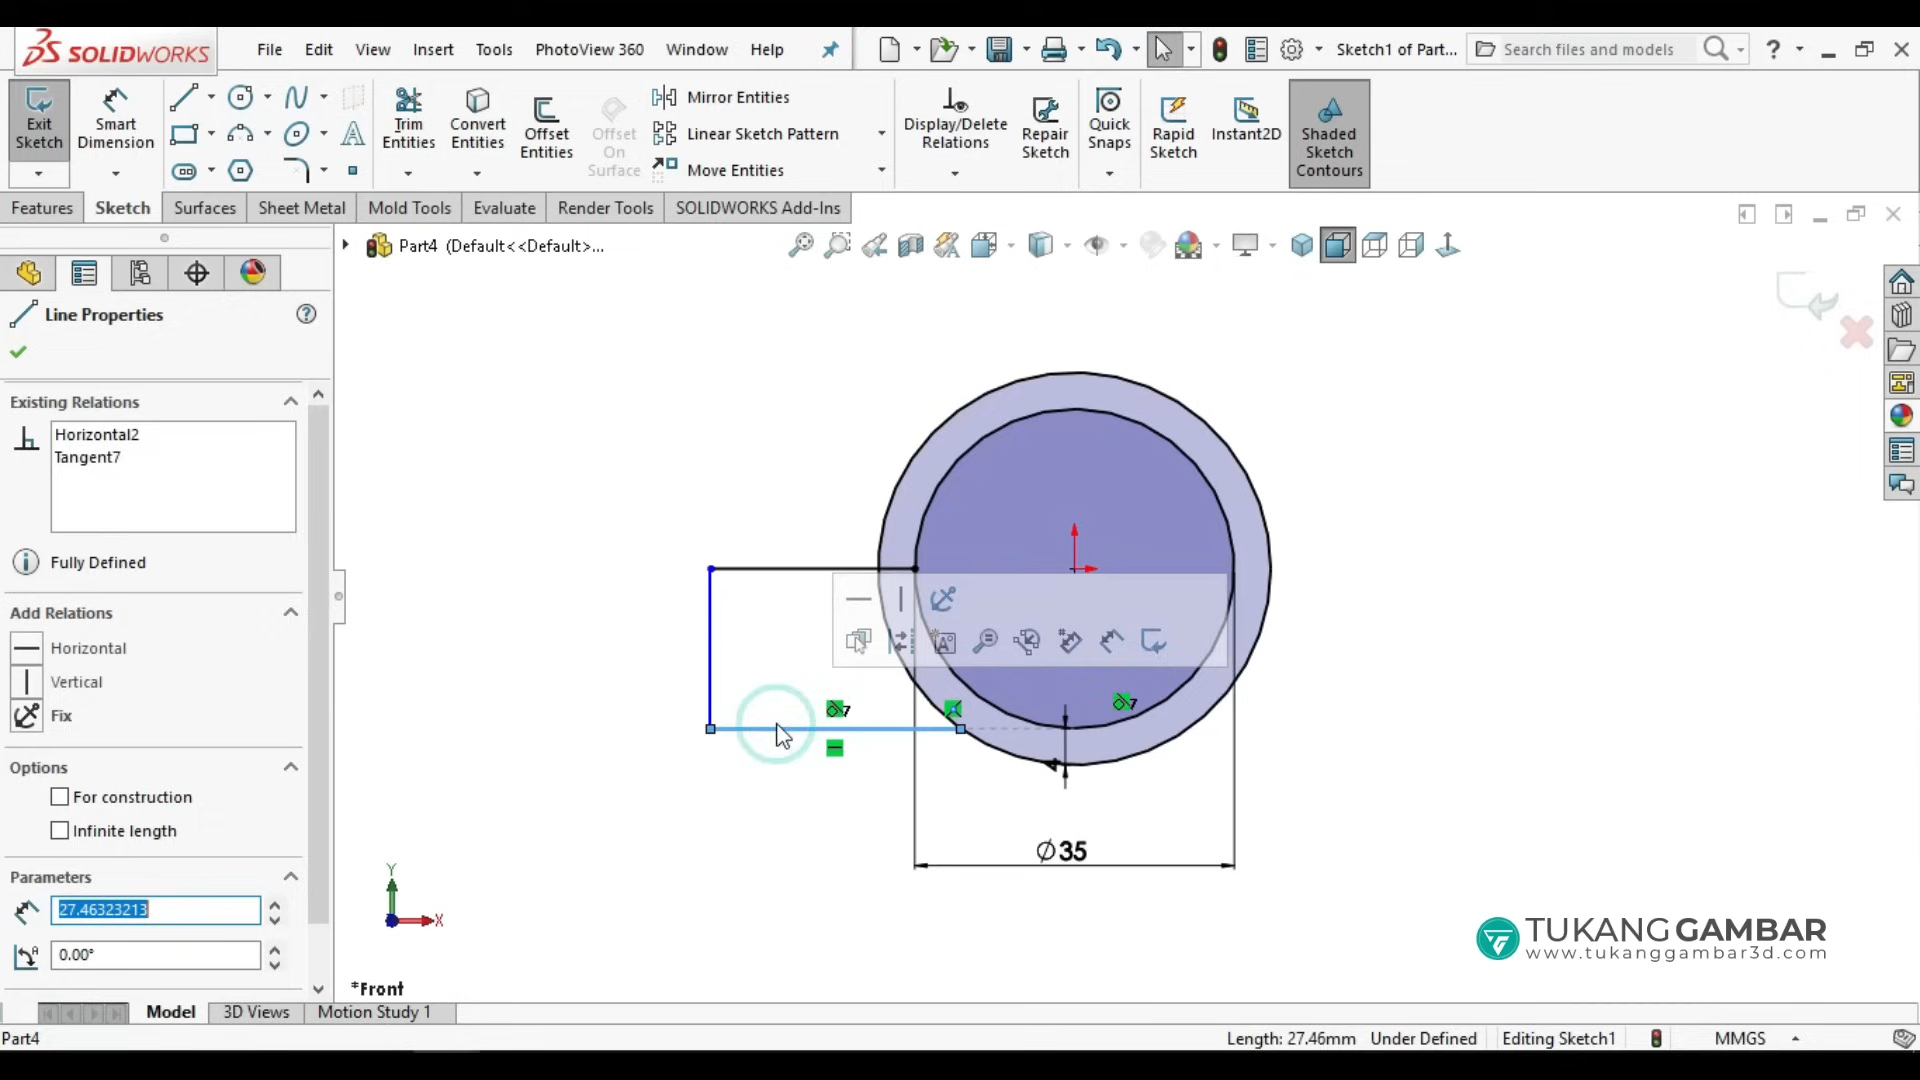 SOLIDWORKS
File Edit View Insert Tools PhotoView 360 Window Help
Sketch1 of Part...
Search files and models
?
Exit Sketch
Smart Dimension
Trim Entities
Convert Entities
Offset Entities
Offset On Surface
Mirror Entities
Linear Sketch Pattern
Move Entities
Display/Delete Relations
Repair Sketch
Quick Snaps
Rapid Sketch
Instant2D
Shaded Sketch Contours
Features Sketch Surfaces Sheet Metal Mold Tools Evaluate Render Tools SOLIDWORKS Add-Ins
Part4 (Default<<Default>...
Line Properties
?
Existing Relations
Horizontal2
Tangent7
Fully Defined
Add Relations
Horizontal
Vertical
Fix
Options
For construction
Infinite length
Parameters
27.46323213
0.00°
7
7
4
Ø35
Y
X
*Front
TUKANGGAMBAR
www.tukanggambar3d.com
Model 3D Views Motion Study 1
Part4
Length: 27.46mm Under Defined Editing Sketch1 MMGS